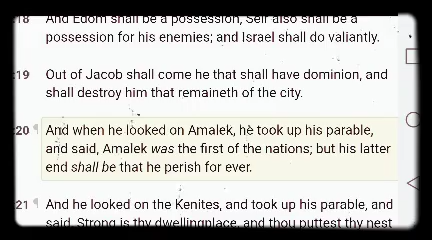 :18 And Edom shall be a possession, Seir also shall be a
possession for his enemies; and Israel shall do valiantly.
:19 Out of Jacob shall come he that shall have dominion, and
shall destroy him that remaineth of the city.
:20 ¶ And when he looked on Amalek, he took up his parable,
and said, Amalek was the first of the nations; but his latter
end shall be that he perish for ever.
:21 ¶ And he looked on the Kenites, and took up his parable, and
said, Strong is thy dwellingplace, and thou puttest thy nest